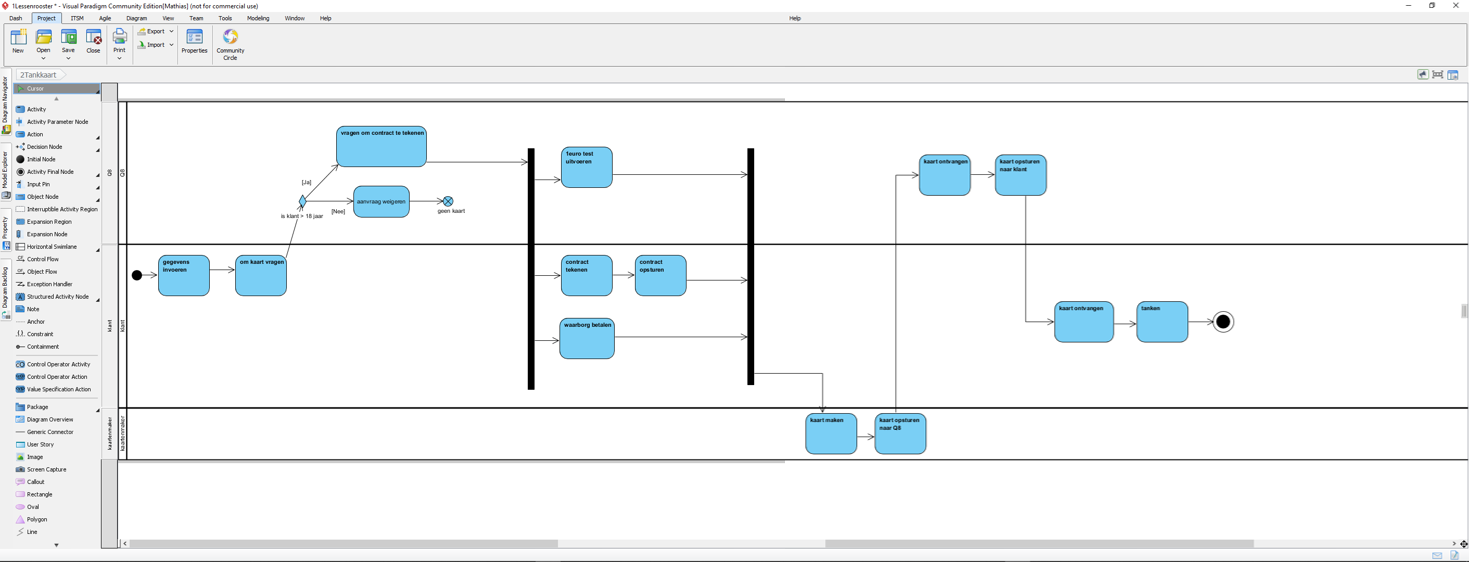 1Lessenrooster * - Visual Paradigm Community Edition[Mathias] (not for commercial use)
Dash Project ITSM Agile Diagram View Team Tools Modeling Window Help Help
New Open Save Close Print Export Import Properties Community
Circle
2Tankkaart
Diagram Navigator
Model Explorer
Property
Diagram Backlog
Cursor
Activity
Activity Parameter Node
Action
Decision Node
Initial Node
Activity Final Node
Input Pin
Object Node
Interruptible Activity Region
Expansion Region
Expansion Node
Horizontal Swimlane
Control Flow
Object Flow
Exception Handler
Structured Activity Node
Note
Anchor
Constraint
Containment
Control Operator Activity
Control Operator Action
Value Specification Action
Package
Diagram Overview
Generic Connector
User Story
Image
Screen Capture
Callout
Rectangle
Oval
Polygon
Line
Q8
Q8
vragen om contract te tekenen
[Ja]
is klant > 18 jaar
[Nee]
aanvraag weigeren
geen kaart
1euro test
uitvoeren
kaart ontvangen
kaart opsturen
naar klant
klant
klant
gegevens
invoeren
om kaart vragen
contract
tekenen
contract
opsturen
waarborg betalen
kaart ontvangen
tanken
kaartenmaker
kaartenmaker
kaart maken
kaart opsturen
naar Q8